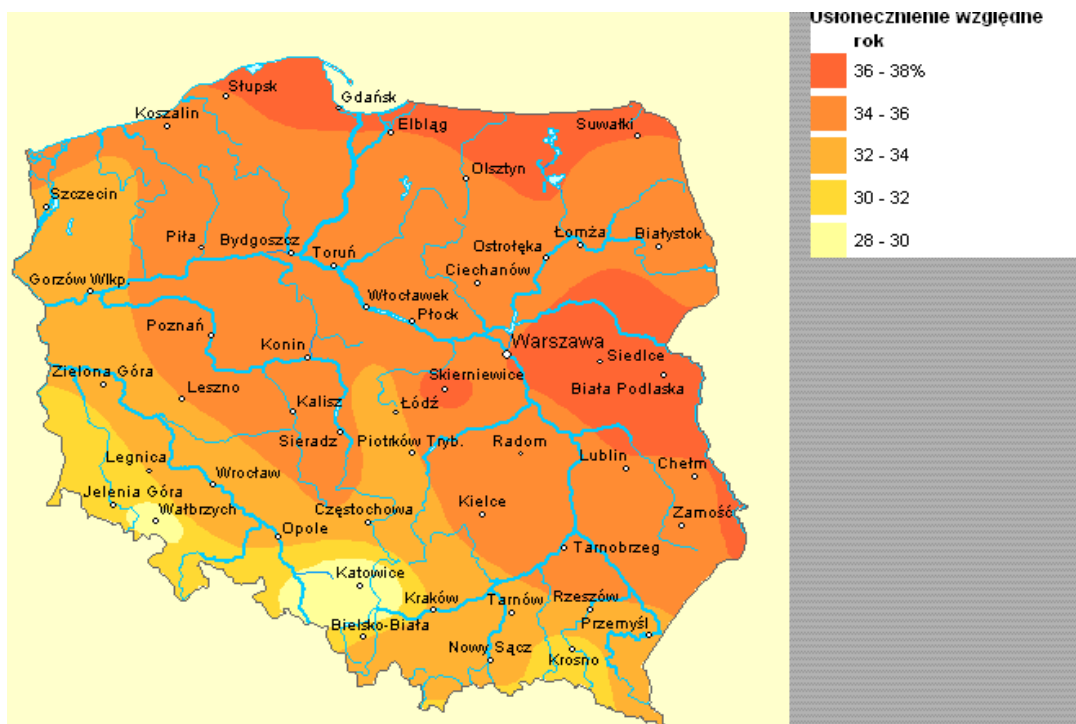 Usłonecznienie względne
rok
36 - 38%
34 - 36
32 - 34
30 - 32
28 - 30
Słupsk
Gdańsk
Koszalin
Elbląg
Suwałki
Olsztyn
Szczecin
Piła
Bydgoszcz
Toruń
Ostrołęka
Łomża
Białystok
Ciechanów
Gorzów Wlkp.
Włocławek
Płock
Poznań
Konin
Warszawa
Siedlce
Zielona Góra
Leszno
Skierniewice
Biała Podlaska
Kalisz
Łódź
Sieradz
Piotrków Tryb.
Radom
Lublin
Chełm
Legnica
Wrocław
Jelenia Góra
Wałbrzych
Częstochowa
Kielce
Zamość
Opole
Tarnobrzeg
Katowice
Kraków
Tarnów
Rzeszów
Bielsko-Biała
Przemyśl
Nowy Sącz
Krosno